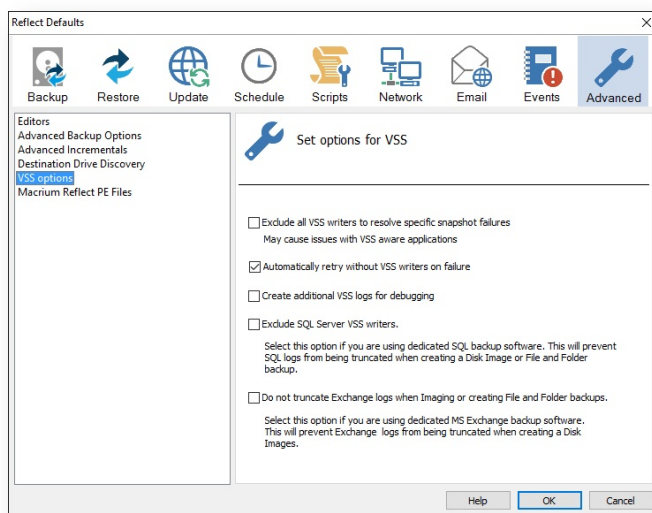 Reflect Defaults
Backup Restore Update Schedule Scripts Network Email Events Advanced
Editors
Advanced Backup Options
Advanced Incrementals
Destination Drive Discovery
VSS options
Macrium Reflect PE Files
Set options for VSS
Exclude all VSS writers to resolve specific snapshot failures
May cause issues with VSS aware applications
Automatically retry without VSS writers on failure
Create additional VSS logs for debugging
Exclude SQL Server VSS writers.
Select this option if you are using dedicated SQL backup software. This will prevent
SQL logs from being truncated when creating a Disk Image or File and Folder
backup.
Do not truncate Exchange logs when Imaging or creating File and Folder backups.
Select this option if you are using dedicated MS Exchange backup software.
This will prevent Exchange logs from being truncated when creating a Disk
Images.
Help OK Cancel